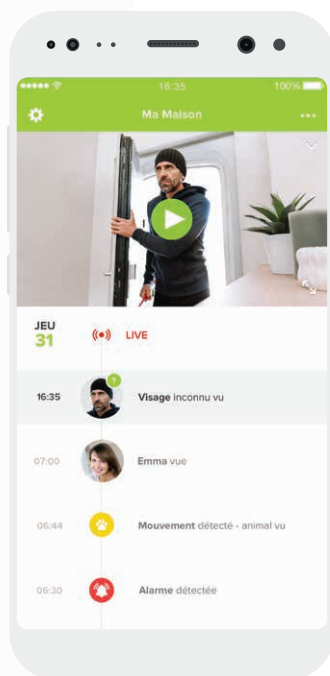 16:35
100%
Ma Maison
JEU
31
LIVE
16:35
?
Visage inconnu vu
07:00
Emma vue
06:44
Mouvement détecté - animal vu
06:30
Alarme détectée